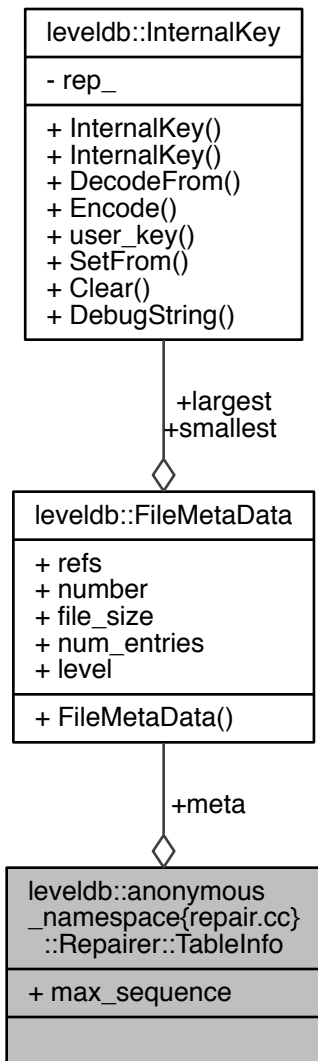 leveldb::InternalKey
- rep_
+ InternalKey()
+ InternalKey()
+ DecodeFrom()
+ Encode()
+ user_key()
+ SetFrom()
+ Clear()
+ DebugString()
+largest
+smallest
leveldb::FileMetaData
+ refs
+ number
+ file_size
+ num_entries
+ level
+ FileMetaData()
+meta
leveldb::anonymous
_namespace{repair.cc}
::Repairer::TableInfo
+ max_sequence